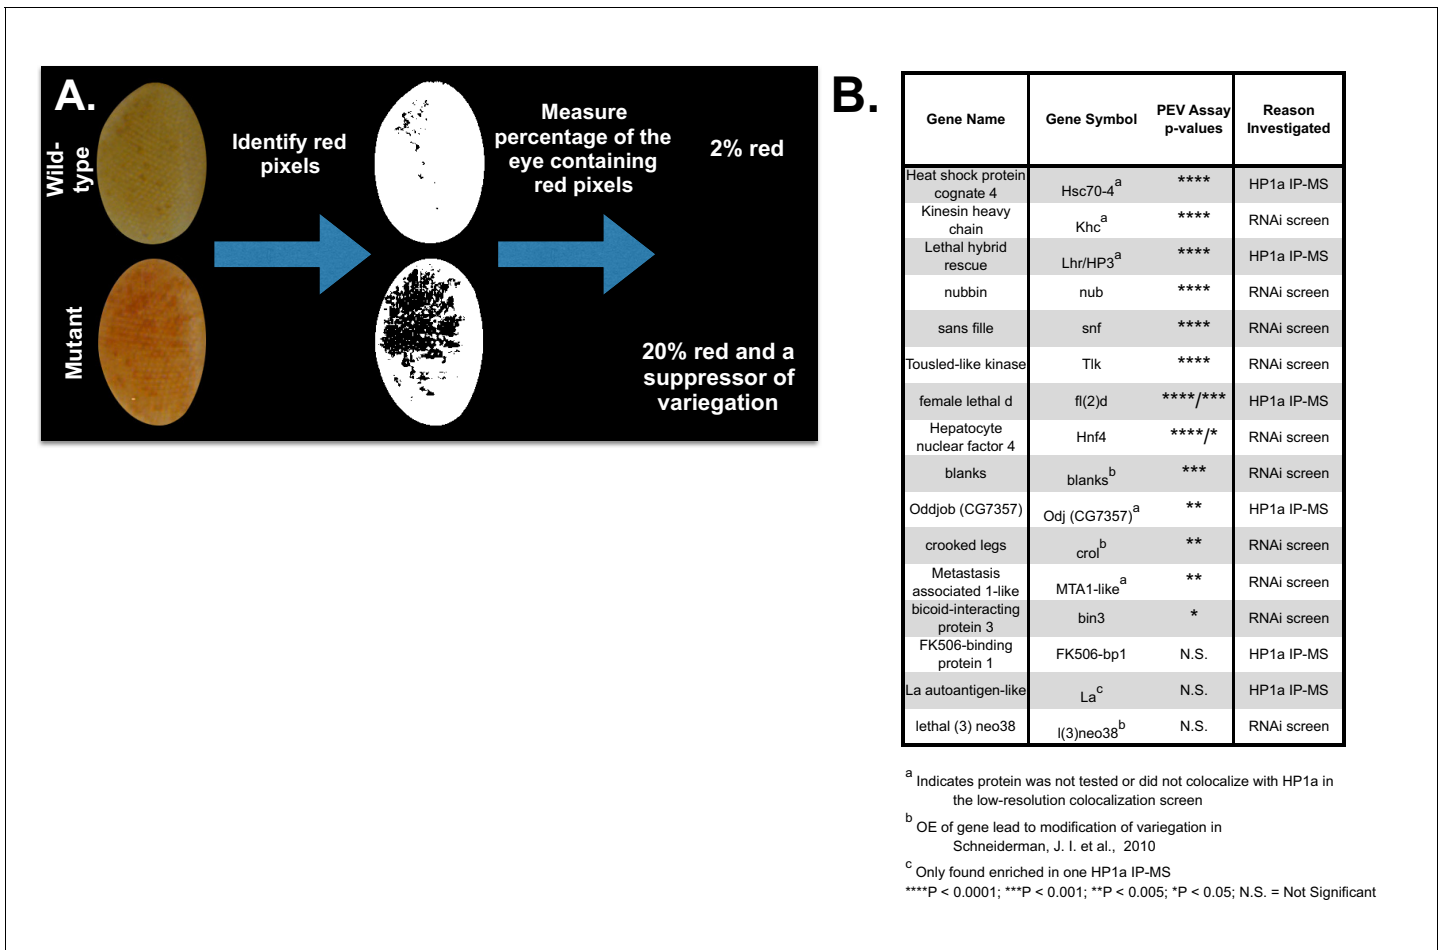 A.
Wild-
type
Identify red
pixels
Measure
percentage of the
eye containing
red pixels
2% red
Mutant
20% red and a
suppressor of
variegation
B.
Gene Name Gene Symbol PEV Assay p-values Reason Investigated
Heat shock protein cognate 4 Hsc70-4a **** HP1a IP-MS
Kinesin heavy chain Khca **** RNAi screen
Lethal hybrid rescue Lhr/HP3a **** HP1a IP-MS
nubbin nub **** RNAi screen
sans fille snf **** RNAi screen
Tousled-like kinase Tlk **** RNAi screen
female lethal d fl(2)d ****/*** HP1a IP-MS
Hepatocyte nuclear factor 4 Hnf4 ****/* RNAi screen
blanks blanksb *** RNAi screen
Oddjob (CG7357) Odj (CG7357)a ** HP1a IP-MS
crooked legs crolb ** RNAi screen
Metastasis associated 1-like MTA1-likea ** RNAi screen
bicoid-interacting protein 3 bin3 * RNAi screen
FK506-binding protein 1 FK506-bp1 N.S. HP1a IP-MS
La autoantigen-like Lac N.S. HP1a IP-MS
lethal (3) neo38 l(3)neo38b N.S. RNAi screen
a Indicates protein was not tested or did not colocalize with HP1a in
the low-resolution colocalization screen
b OE of gene lead to modification of variegation in
Schneiderman, J. I. et al., 2010
c Only found enriched in one HP1a IP-MS
****P < 0.0001; ***P < 0.001; **P < 0.005; *P < 0.05; N.S. = Not Significant